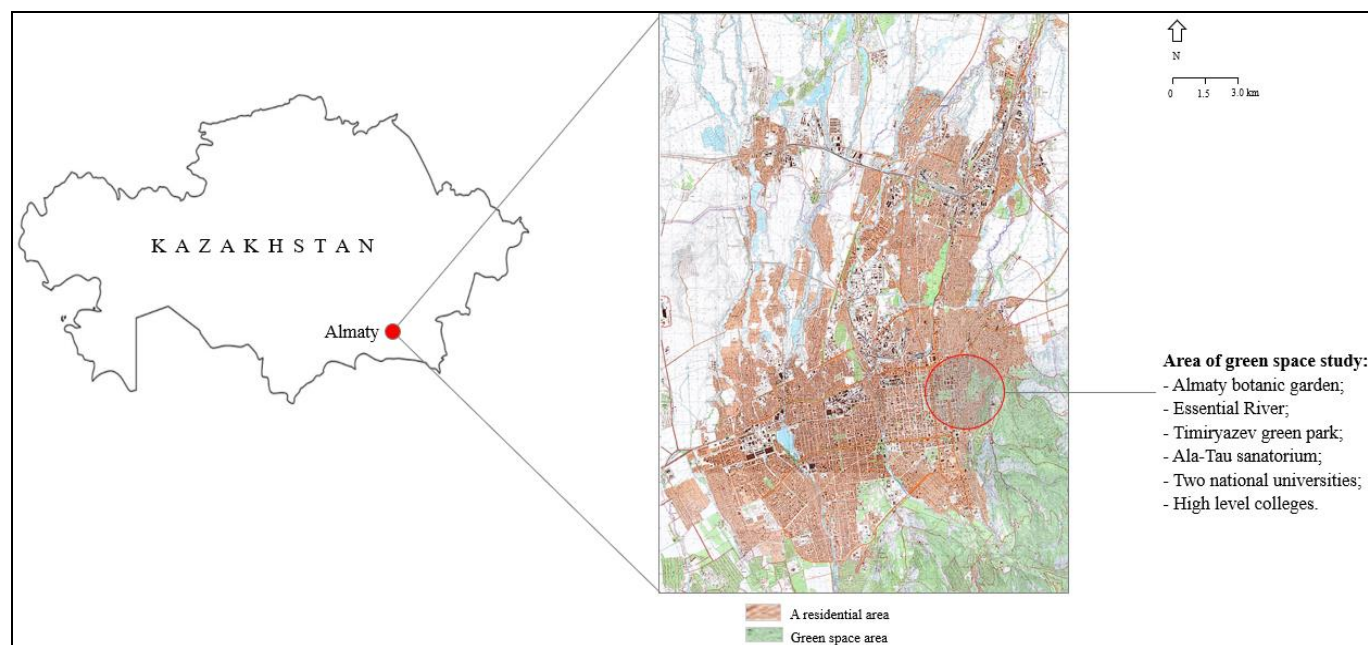 KAZAKHSTAN
Almaty
N
0 1.5 3.0 km
Area of green space study:
- Almaty botanic garden;
- Essential River;
- Timiryazev green park;
- Ala-Tau sanatorium;
- Two national universities;
- High level colleges.
A residential area
Green space area